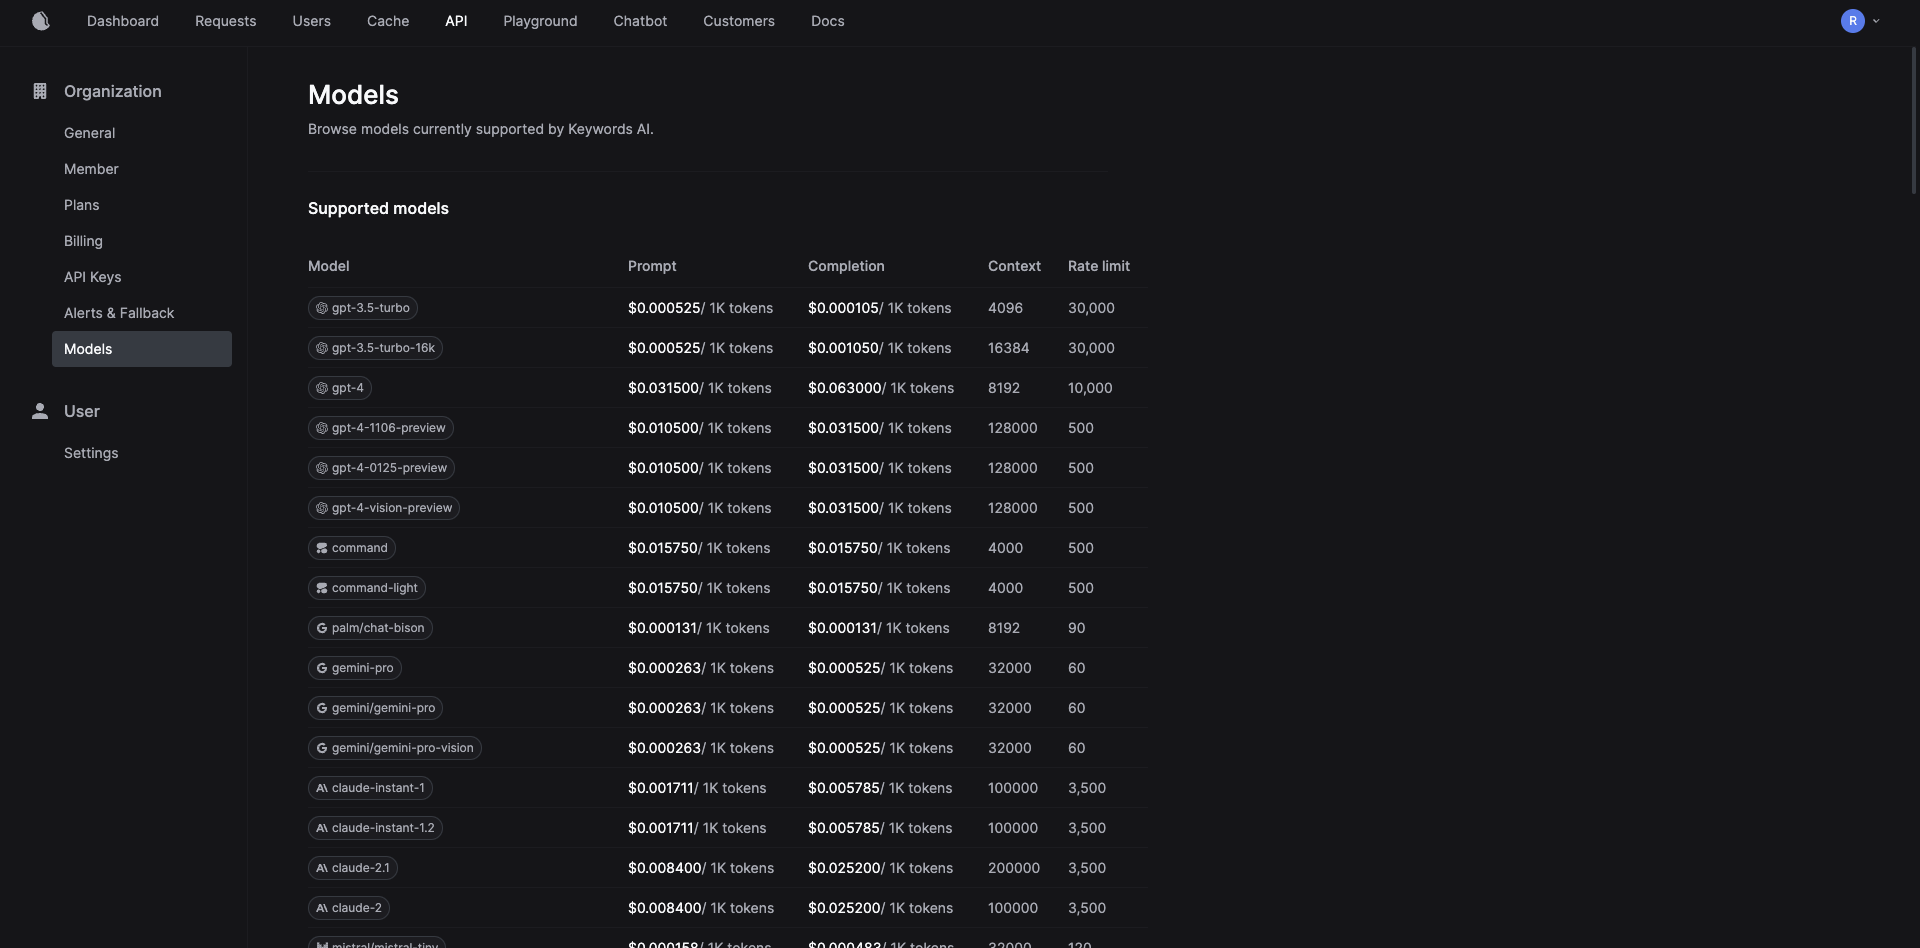 Dashboard Requests Users Cache API Playground Chatbot Customers Docs R
Organization
General
Member
Plans
Billing
API Keys
Alerts & Fallback
Models
User
Settings
Models
Browse models currently supported by Keywords AI.
Supported models
Model Prompt Completion Context Rate limit
gpt-3.5-turbo $0.000525/ 1K tokens $0.000105/ 1K tokens 4096 30,000
gpt-3.5-turbo-16k $0.000525/ 1K tokens $0.001050/ 1K tokens 16384 30,000
gpt-4 $0.031500/ 1K tokens $0.063000/ 1K tokens 8192 10,000
gpt-4-1106-preview $0.010500/ 1K tokens $0.031500/ 1K tokens 128000 500
gpt-4-0125-preview $0.010500/ 1K tokens $0.031500/ 1K tokens 128000 500
gpt-4-vision-preview $0.010500/ 1K tokens $0.031500/ 1K tokens 128000 500
command $0.015750/ 1K tokens $0.015750/ 1K tokens 4000 500
command-light $0.015750/ 1K tokens $0.015750/ 1K tokens 4000 500
palm/chat-bison $0.000131/ 1K tokens $0.000131/ 1K tokens 8192 90
gemini-pro $0.000263/ 1K tokens $0.000525/ 1K tokens 32000 60
gemini/gemini-pro $0.000263/ 1K tokens $0.000525/ 1K tokens 32000 60
gemini/gemini-pro-vision $0.000263/ 1K tokens $0.000525/ 1K tokens 32000 60
claude-instant-1 $0.001711/ 1K tokens $0.005785/ 1K tokens 100000 3,500
claude-instant-1.2 $0.001711/ 1K tokens $0.005785/ 1K tokens 100000 3,500
claude-2.1 $0.008400/ 1K tokens $0.025200/ 1K tokens 200000 3,500
claude-2 $0.008400/ 1K tokens $0.025200/ 1K tokens 100000 3,500
mistral/mistral-tiny $0.000158/ 1K tokens $0.000483/ 1K tokens 32000 120